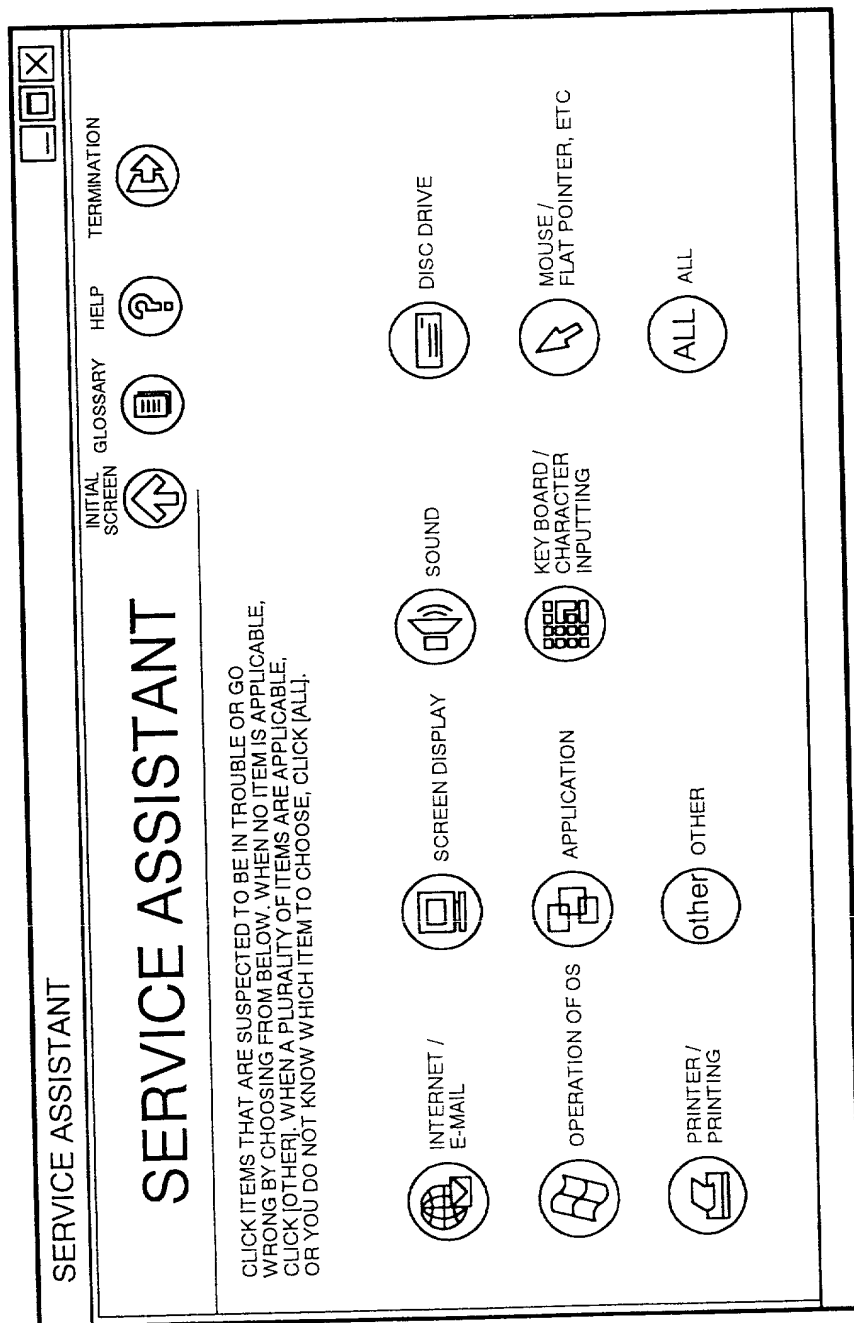 SERVICE ASSISTANT
SERVICE ASSISTANT
INITIAL
SCREEN
GLOSSARY
HELP
TERMINATION
CLICK ITEMS THAT ARE SUSPECTED TO BE IN TROUBLE OR GO
WRONG BY CHOOSING FROM BELOW. WHEN NO ITEM IS APPLICABLE,
CLICK [OTHER]. WHEN A PLURALITY OF ITEMS ARE APPLICABLE,
OR YOU DO NOT KNOW WHICH ITEM TO CHOOSE, CLICK [ALL].
INTERNET /
E-MAIL
SCREEN DISPLAY
SOUND
DISC DRIVE
OPERATION OF OS
APPLICATION
KEY BOARD /
CHARACTER
INPUTTING
MOUSE /
FLAT POINTER, ETC
PRINTER /
PRINTING
other OTHER
ALL ALL